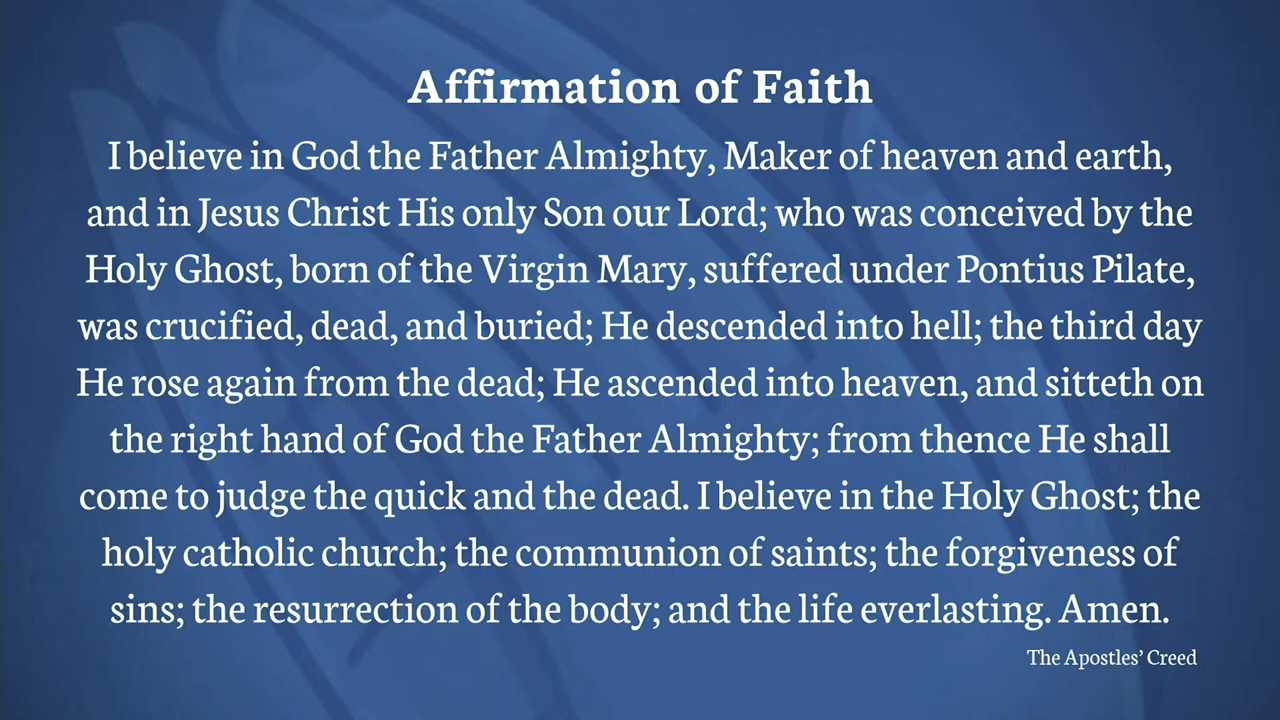 Affirmation of Faith
I believe in God the Father Almighty, Maker of heaven and earth,
and in Jesus Christ His only Son our Lord; who was conceived by the
Holy Ghost, born of the Virgin Mary, suffered under Pontius Pilate,
was crucified, dead, and buried; He descended into hell; the third day
He rose again from the dead; He ascended into heaven, and sitteth on
the right hand of God the Father Almighty; from thence He shall
come to judge the quick and the dead. I believe in the Holy Ghost; the
holy catholic church; the communion of saints; the forgiveness of
sins; the resurrection of the body; and the life everlasting. Amen.
The Apostles’ Creed